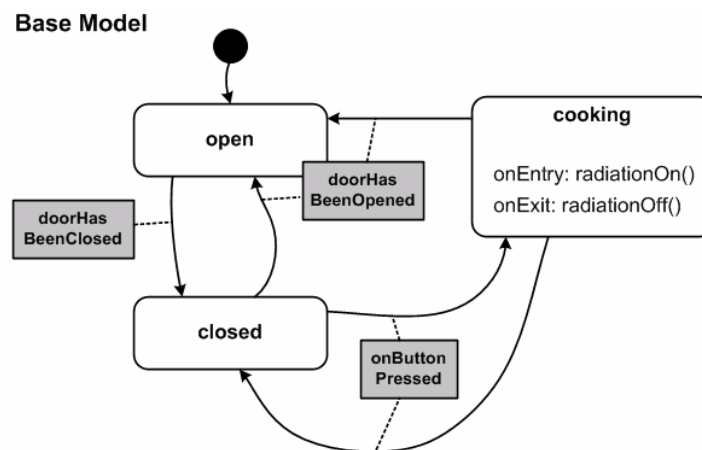 Base Model
open
cooking
onEntry: radiationOn()
onExit: radiationOff()
doorHas
BeenOpened
doorHas
BeenClosed
closed
onButton
Pressed